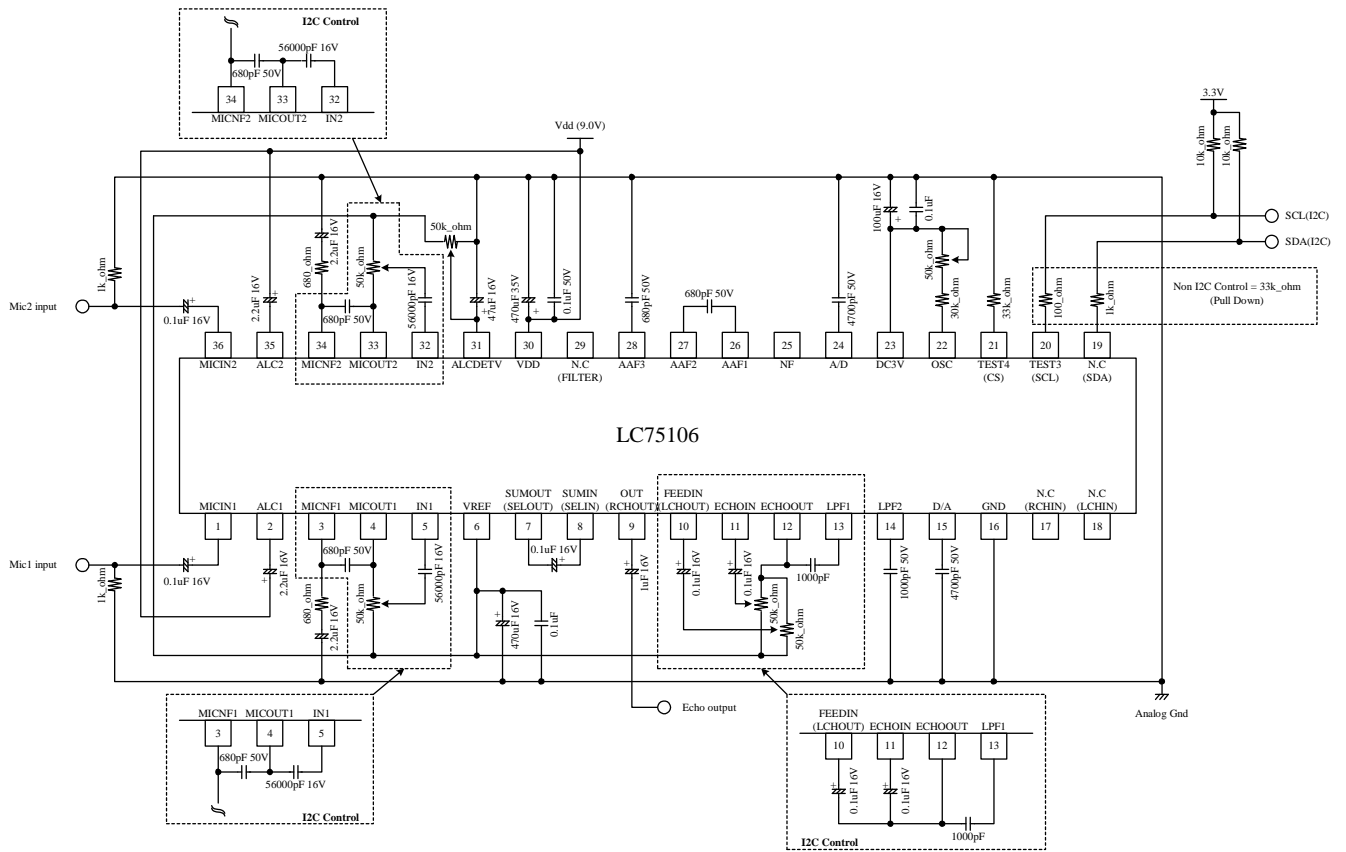 I2C Control
56000pF 16V
680pF 50V
34
33
32
MICNF2
MICOUT2
IN2
Vdd (9.0V)
3.3V
10k_ohm
10k_ohm
SCL(I2C)
SDA(I2C)
Non I2C Control = 33k_ohm
(Pull Down)
Mic2 input
1k_ohm
0.1uF 16V
2.2uF 16V
2.2uF 16V
680_ohm
50k_ohm
680pF 50V
56000pF 16V
50k_ohm
47uF 16V
470uF 35V
0.1uF 50V
680pF 50V
680pF 50V
4700pF 50V
100uF 16V
0.1uF
50k_ohm
30k_ohm
33k_ohm
100_ohm
1k_ohm
36
35
34
33
32
31
30
29
28
27
26
25
24
23
22
21
20
19
MICIN2
ALC2
MICNF2
MICOUT2
IN2
ALCDETV
VDD
N.C
(FILTER)
AAF3
AAF2
AAF1
NF
A/D
DC3V
OSC
TEST4
(CS)
TEST3
(SCL)
N.C
(SDA)
LC75106
MICIN1
ALC1
MICNF1
MICOUT1
IN1
VREF
SUMOUT
(SELOUT)
SUMIN
(SELIN)
OUT
(RCHOUT)
FEEDIN
(LCHOUT)
ECHOIN
ECHOOUT
LPF1
LPF2
D/A
GND
N.C
(RCHIN)
N.C
(LCHIN)
1
2
3
4
5
6
7
8
9
10
11
12
13
14
15
16
17
18
Mic1 input
1k_ohm
0.1uF 16V
2.2uF 16V
680pF 50V
680_ohm
2.2uF 16V
50k_ohm
56000pF 16V
470uF 16V
0.1uF
0.1uF 16V
1uF 16V
0.1uF 16V
0.1uF 16V
1000pF
50k_ohm
50k_ohm
1000pF 50V
4700pF 50V
Echo output
Analog Gnd
MICNF1
MICOUT1
IN1
3
4
5
680pF 50V
56000pF 16V
I2C Control
FEEDIN
(LCHOUT)
ECHOIN
ECHOOUT
LPF1
10
11
12
13
0.1uF 16V
0.1uF 16V
1000pF
I2C Control